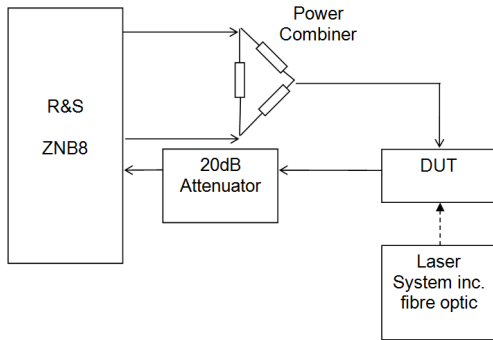 Power
Combiner
R&S
ZNB8
20dB
Attenuator
DUT
Laser
System inc.
fibre optic